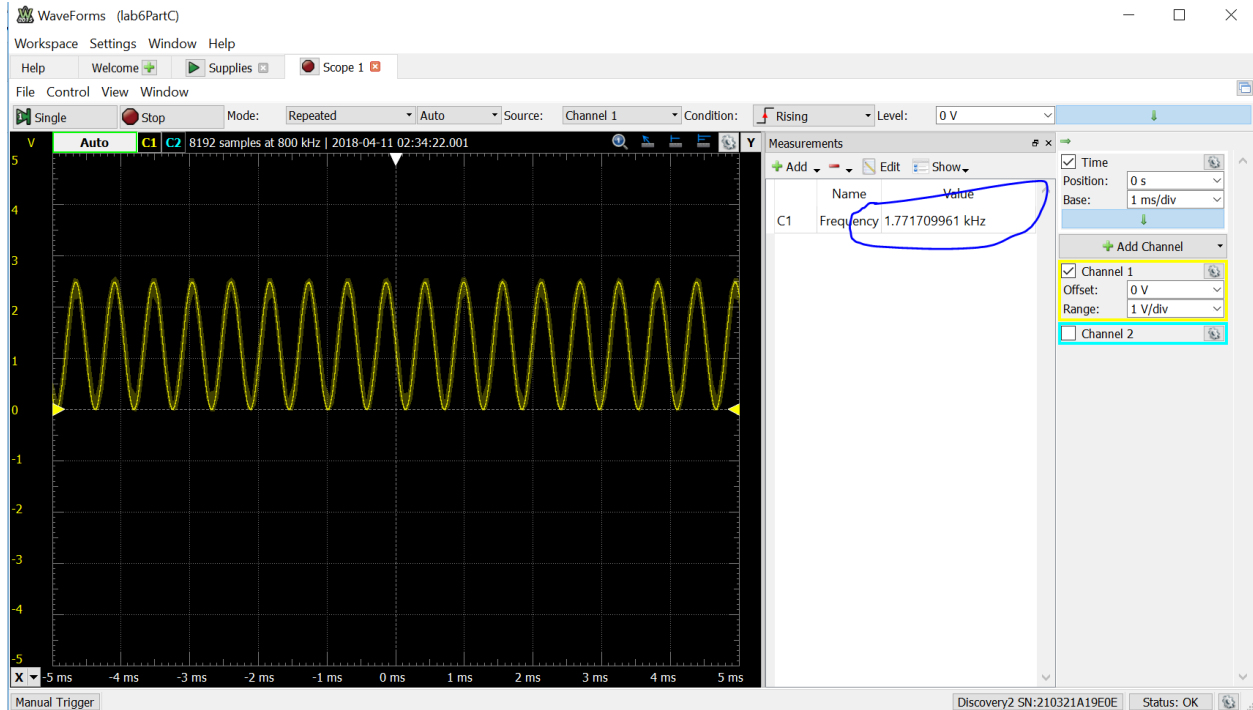 WaveForms (lab6PartC)
Workspace Settings Window Help
Help Welcome Supplies Scope 1
File Control View Window
Single Stop Mode: Repeated Auto Source: Channel 1 Condition: Rising Level: 0 V
V Auto C1 C2 8192 samples at 800 kHz | 2018-04-11 02:34:22.001 Y
5
4
3
2
1
0
-1
-2
-3
-4
-5
X -5 ms -4 ms -3 ms -2 ms -1 ms 0 ms 1 ms 2 ms 3 ms 4 ms 5 ms
Measurements
Add Edit Show
Name Value
C1 Frequency 1.771709961 kHz
Time
Position: 0 s
Base: 1 ms/div
Add Channel
Channel 1
Offset: 0 V
Range: 1 V/div
Channel 2
Manual Trigger Discovery2 SN:210321A19E0E Status: OK